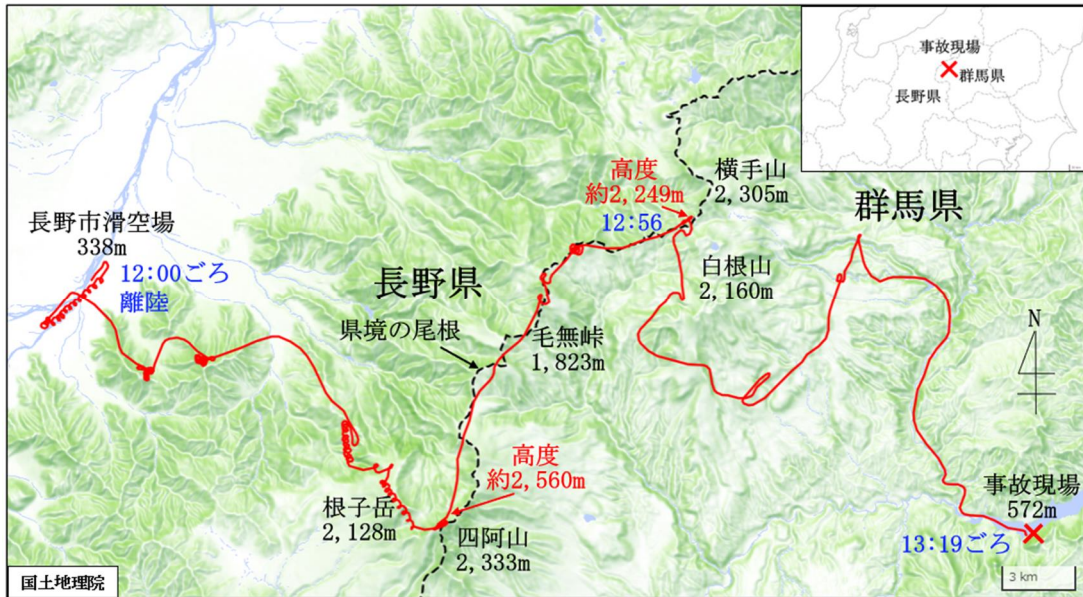 事故現場
群馬県
長野県
横手山
2,305m
高度
約2,249m
12:56
群馬県
長野市滑空場
338m
12:00ごろ
離陸
長野県
白根山
2,160m
県境の尾根
毛無峠
1,823m
N
高度
約2,560m
根子岳
2,128m
四阿山
2,333m
事故現場
572m
13:19ごろ
3 km
国土地理院